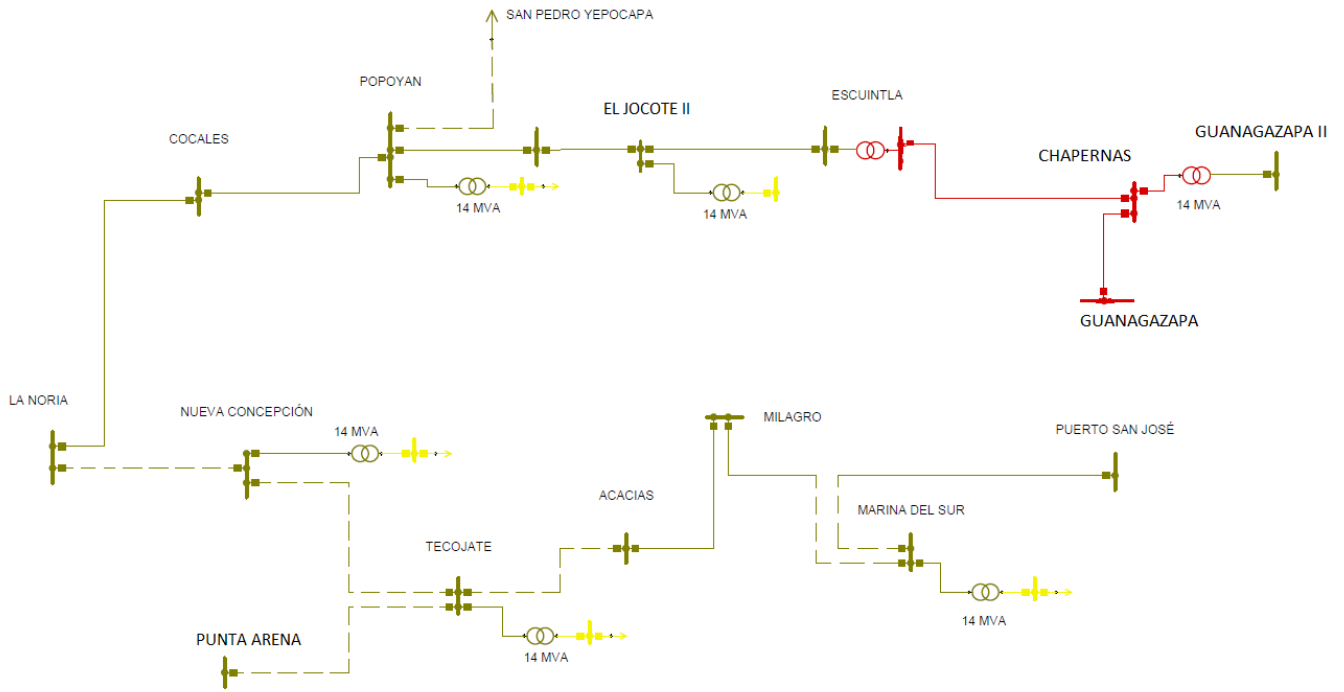 SAN PEDRO YEPOCAPA
POPOYAN
EL JOCOTE II
ESCUINTLA
COCALES
GUANAGAZAPA II
CHAPERNAS
14 MVA
14 MVA
14 MVA
GUANAGAZAPA
LA NORIA
NUEVA CONCEPCIÓN
14 MVA
MILAGRO
PUERTO SAN JOSÉ
ACACIAS
MARINA DEL SUR
TECOJATE
14 MVA
PUNTA ARENA
14 MVA